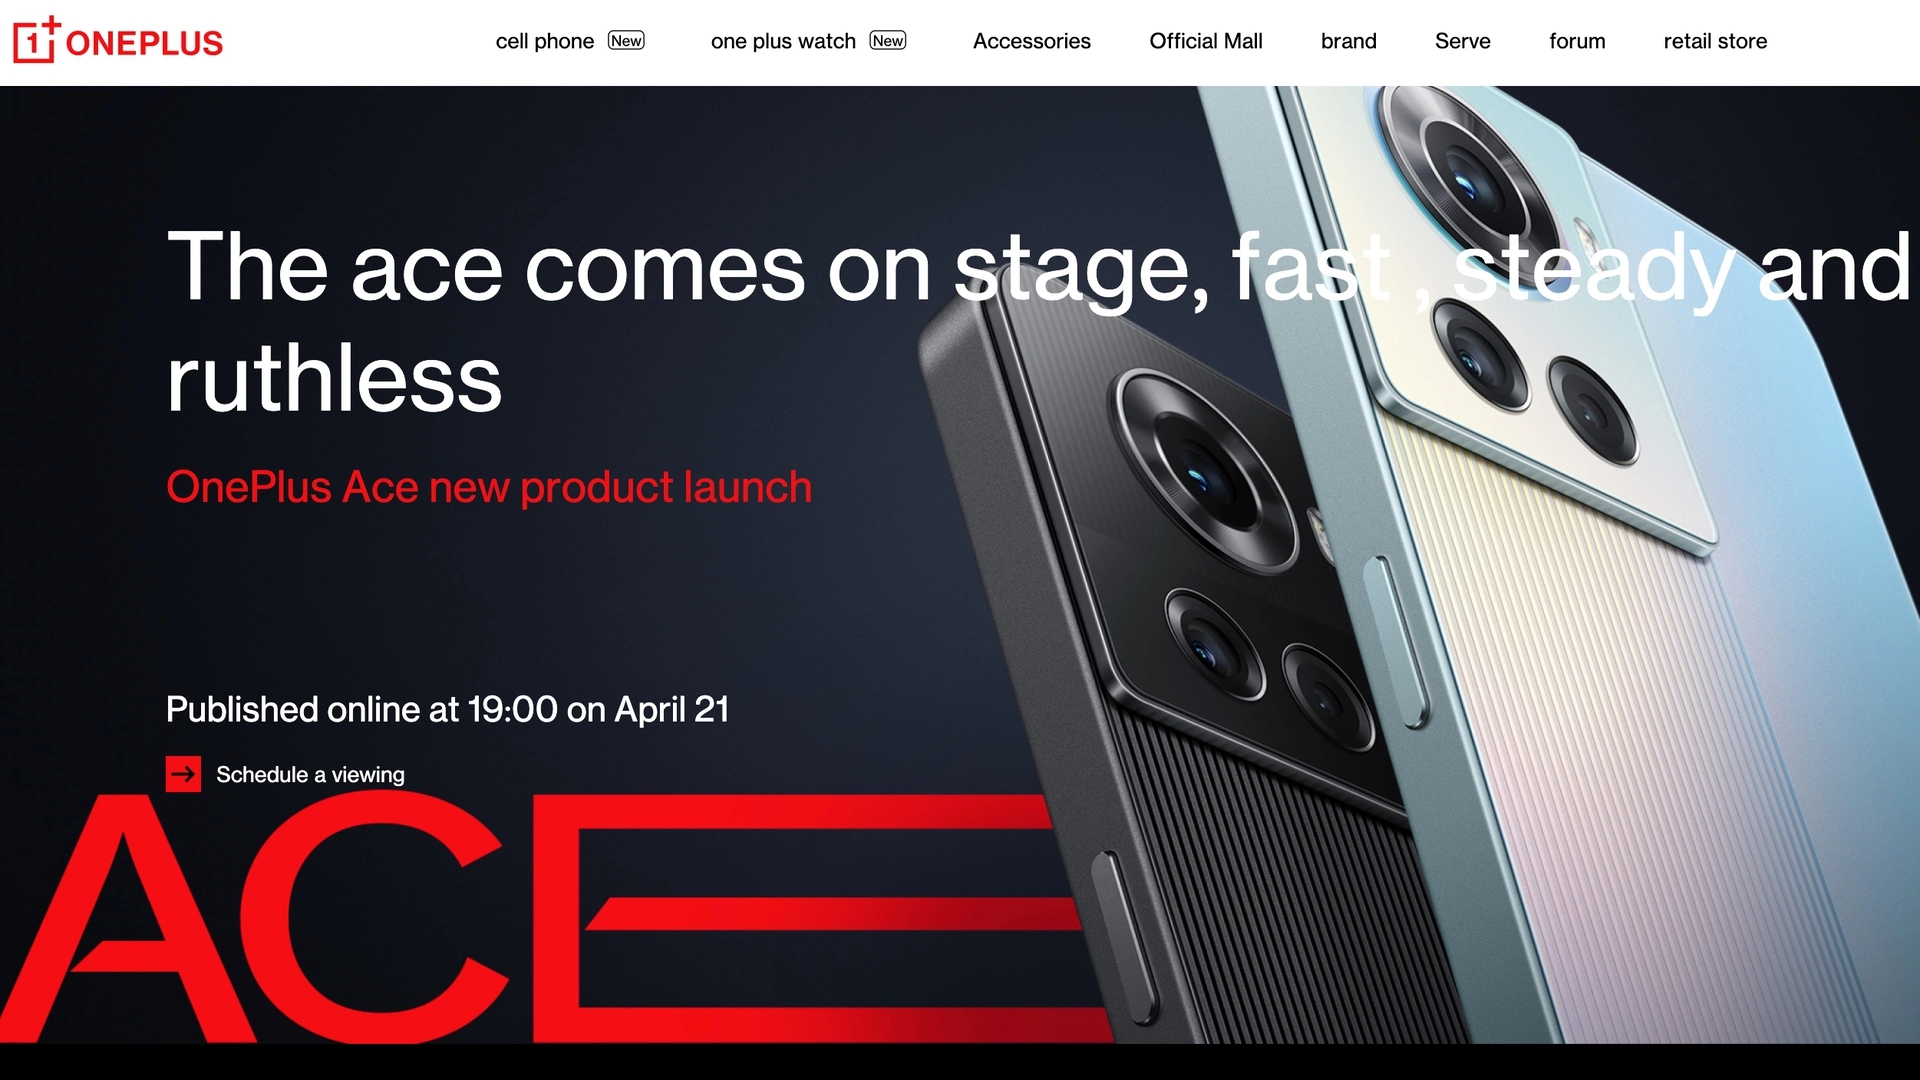 1+ ONEPLUS
cell phone New
one plus watch New
Accessories
Official Mall
brand
Serve
forum
retail store
The ace comes on stage, fast , steady and
ruthless
OnePlus Ace new product launch
Published online at 19:00 on April 21
Schedule a viewing
ACE